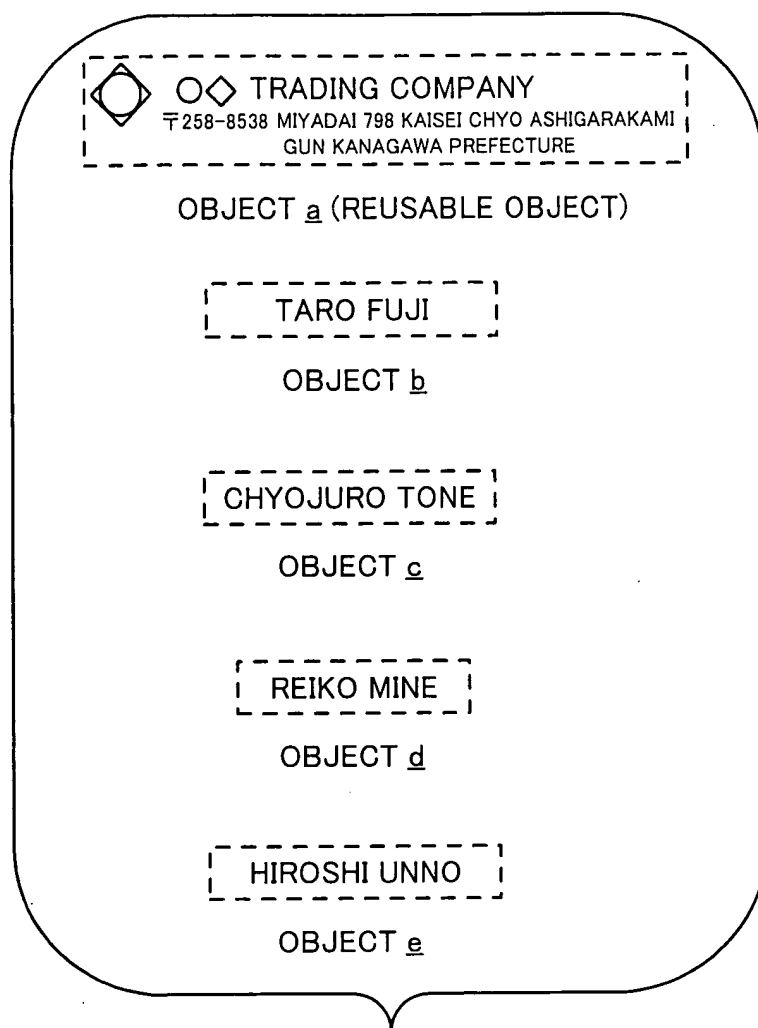 ○◇ TRADING COMPANY
〒258-8538 MIYADAI 798 KAISEI CHYO ASHIGARAKAMI
GUN KANAGAWA PREFECTURE
OBJECT a (REUSABLE OBJECT)
TARO FUJI
OBJECT b
CHYOJURO TONE
OBJECT c
REIKO MINE
OBJECT d
HIROSHI UNNO
OBJECT e